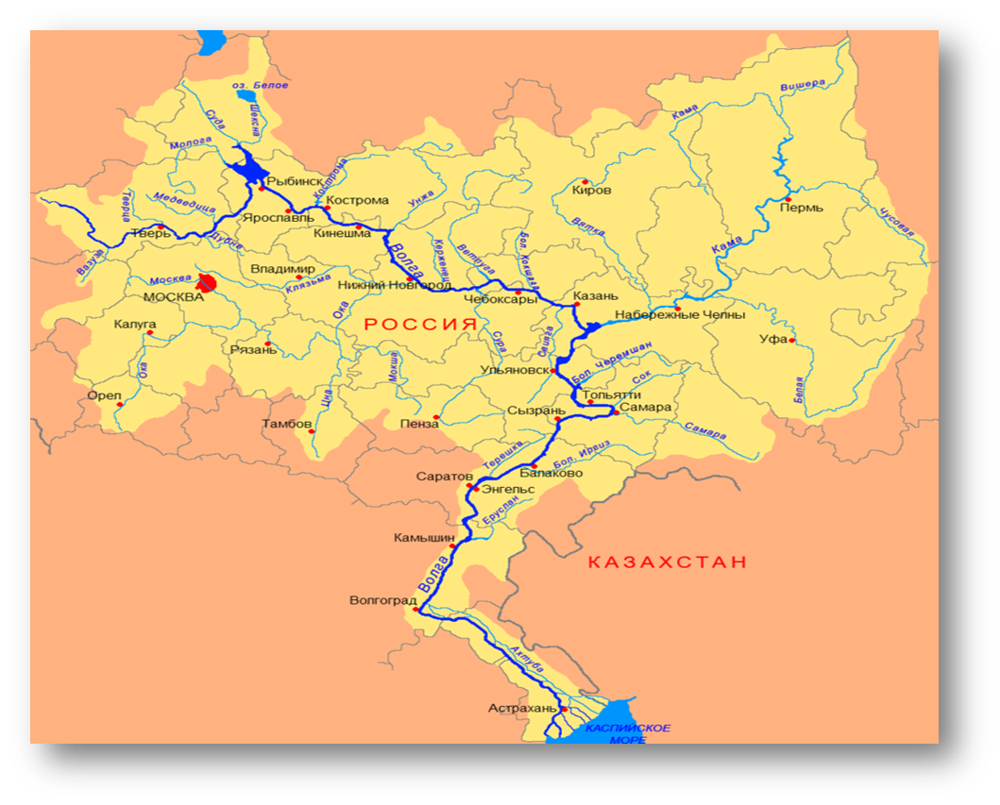 оз. Белое
Вишера
Суда
Шексна
Кама
Молога
Рыбинск
Кострома
Киров
Тверца
Медведица
Кострома
Унжа
Пермь
Ярославль
Чусовая
Тверь
Дубна
Кинешма
Вятка
Вазуза
Волга
Керженец
Ветлуга
Бол. Кокшага
Кама
Москва
Владимир
Клязьма
Нижний Новгород
МОСКВА
Чебоксары
Казань
Ока
Набережные Челны
Калуга
РОССИЯ
Рязань
Сура
Свияга
Уфа
Ока
Мокша
Ульяновск
Бол. Черемшан
Сок
Орел
Цна
Тольятти
Белая
Тамбов
Пенза
Сызрань
Самара
Самара
Терешка
Бол. Иргиз
Балаково
Саратов
Энгельс
Еруслан
Камышин
КАЗАХСТАН
Волга
Волгоград
Ахтуба
Астрахань
КАСПИЙСКОЕ
МОРЕ